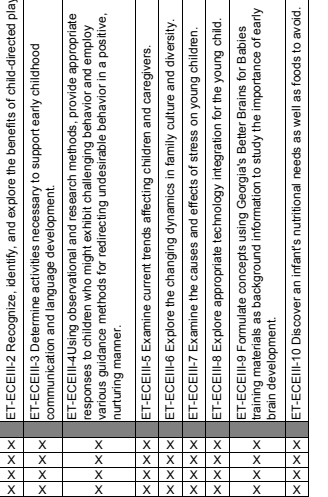 ET-ECEIII-2 Recognize, identify, and explore the benefits of child-directed play
ET-ECEIII-3 Determine activities necessary to support early childhood
communication and language development.
ET-ECEIII-4Using observational and research methods, provide appropriate
responses to children who might exhibit challenging behavior and employ
various guidance methods for redirecting undesirable behavior in a positive,
nurturing manner.
ET-ECEIII-5 Examine current trends affecting children and caregivers.
ET-ECEIII-6 Explore the changing dynamics in family culture and diversity.
ET-ECEIII-7 Examine the causes and effects of stress on young children.
ET-ECEIII-8 Explore appropriate technology integration for the young child.
ET-ECEIII-9 Formulate concepts using Georgia's Better Brains for Babies
training materials as background information to study the importance of early
brain development.
ET-ECEIII-10 Discover an infant's nutritional needs as well as foods to avoid.
X X X X X X X X X
X X X X X X X X X
X X X X X X X X X
X X X X X X X X X